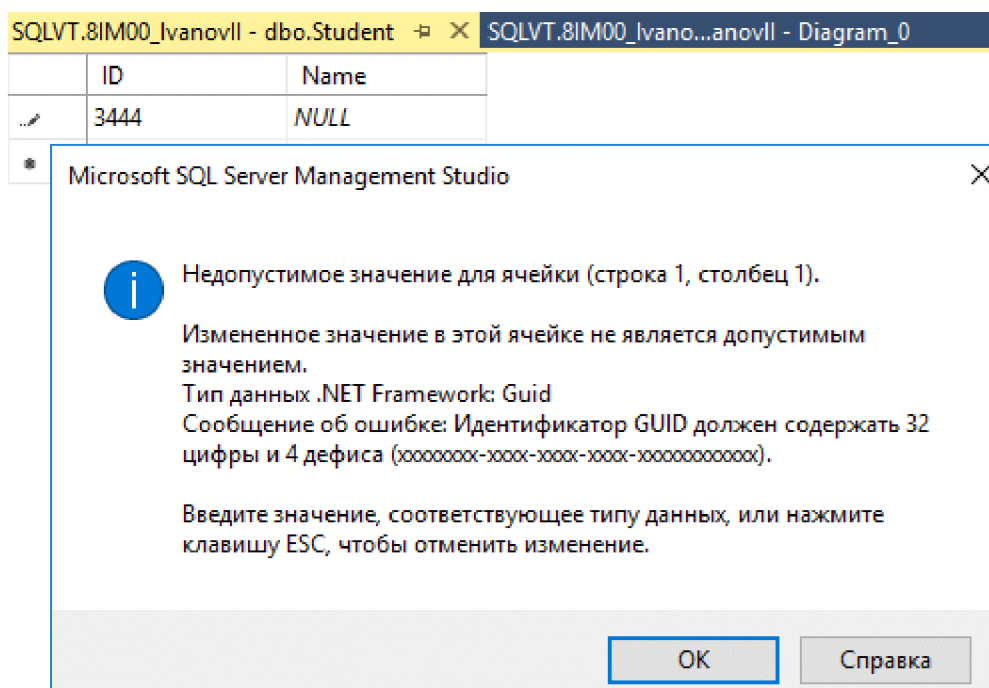 SQLVT.8IM00_IvanovII - dbo.Student
SQLVT.8IM00_Ivano...anovII - Diagram_0
ID Name
3444 NULL
Microsoft SQL Server Management Studio
Недопустимое значение для ячейки (строка 1, столбец 1).
Измененное значение в этой ячейке не является допустимым
значением.
Тип данных .NET Framework: Guid
Сообщение об ошибке: Идентификатор GUID должен содержать 32
цифры и 4 дефиса (xxxxxxxx-xxxx-xxxx-xxxx-xxxxxxxxxxxx).
Введите значение, соответствующее типу данных, или нажмите
клавишу ESC, чтобы отменить изменение.
OK Справка